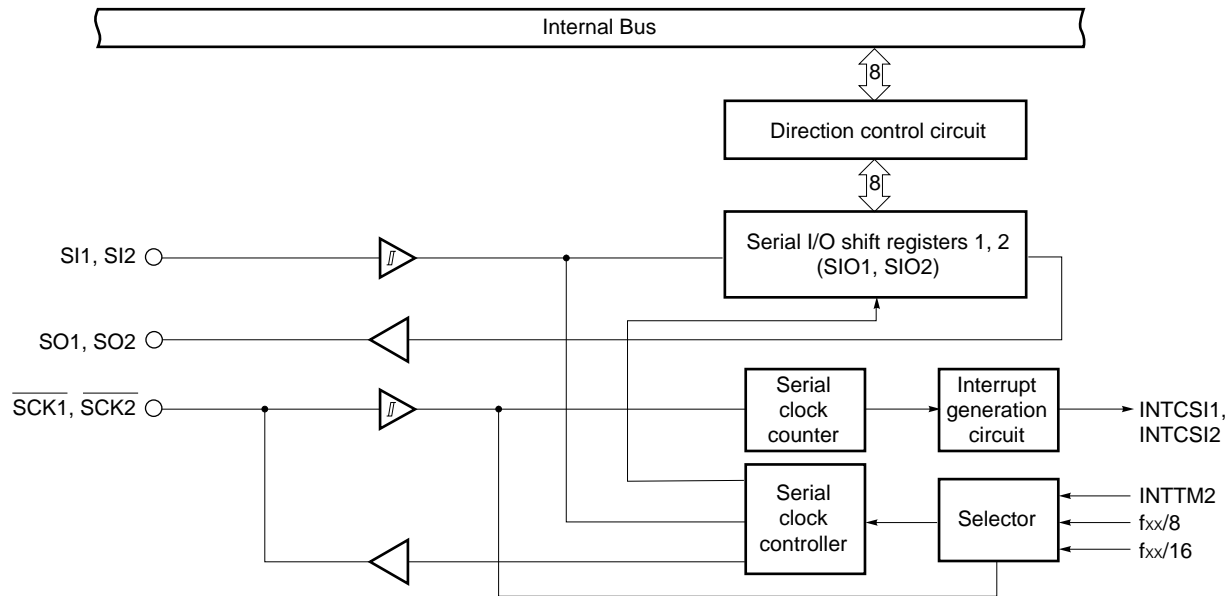 Internal Bus
8
Direction control circuit
8
Serial I/O shift registers 1, 2
(SIO1, SIO2)
SI1, SI2
SO1, SO2
SCK1, SCK2
Serial
clock
counter
Interrupt
generation
circuit
INTCSI1,
INTCSI2
Serial
clock
controller
Selector
INTTM2
fxx/8
fxx/16